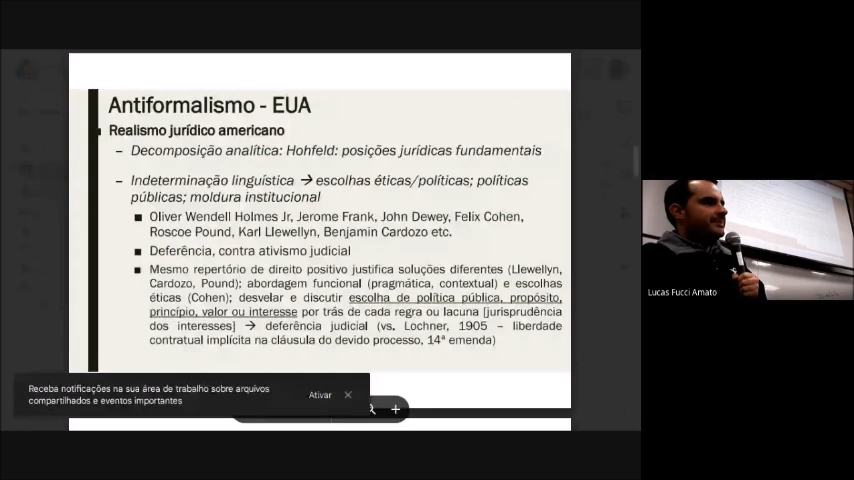 Antiformalismo - EUA
Realismo jurídico americano
– Decomposição analítica: Hohfeld: posições jurídicas fundamentais
– Indeterminação linguística → escolhas éticas/políticas; políticas
públicas; moldura institucional
■ Oliver Wendell Holmes Jr, Jerome Frank, John Dewey, Felix Cohen,
Roscoe Pound, Karl Llewellyn, Benjamin Cardozo etc.
■ Deferência, contra ativismo judicial
■ Mesmo repertório de direito positivo justifica soluções diferentes (Llewellyn,
Cardozo, Pound); abordagem funcional (pragmática, contextual) e escolhas
éticas (Cohen); desvelar e discutir escolha de política pública, propósito,
princípio, valor ou interesse por trás de cada regra ou lacuna [jurisprudência
dos interesses] → deferência judicial (vs. Lochner, 1905 – liberdade
contratual implícita na cláusula do devido processo, 14ª emenda)
Receba notificações na sua área de trabalho sobre arquivos
compartilhados e eventos importantes
Ativar
Lucas Fucci Amato